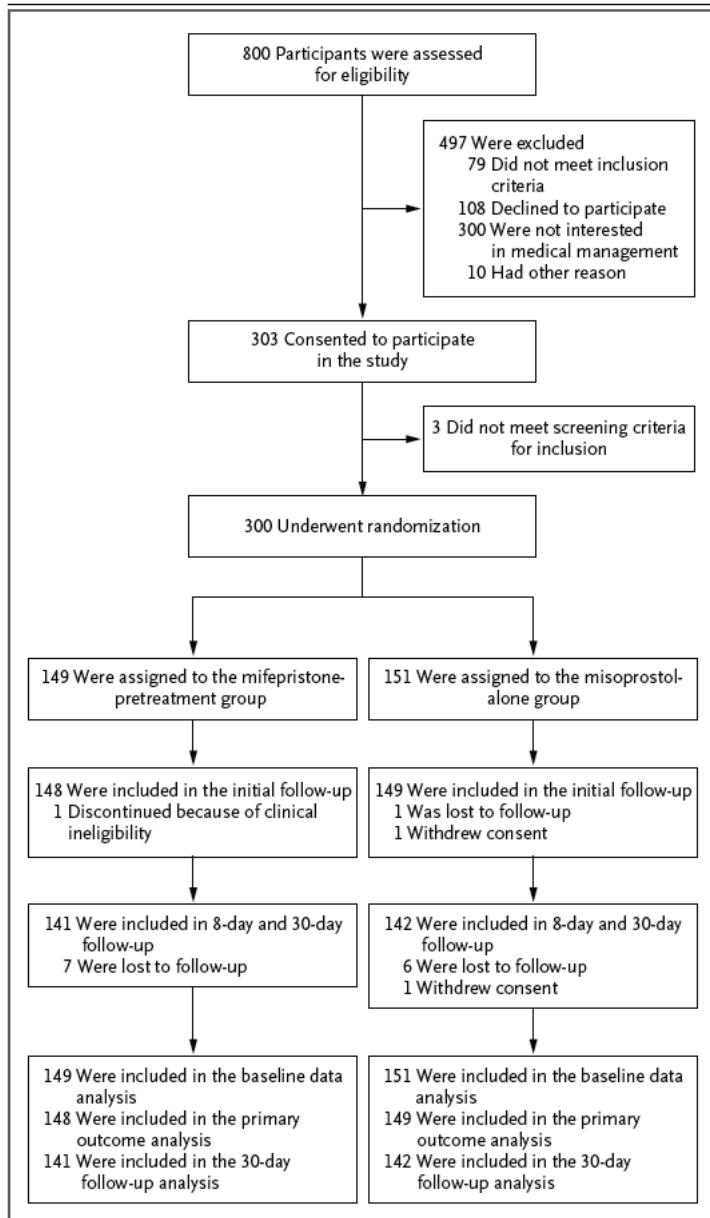 800 Participants were assessed
for eligibility
497 Were excluded
79 Did not meet inclusion
criteria
108 Declined to participate
300 Were not interested
in medical management
10 Had other reason
303 Consented to participate
in the study
3 Did not meet screening criteria
for inclusion
300 Underwent randomization
149 Were assigned to the mifepristone-
pretreatment group
151 Were assigned to the misoprostol-
alone group
148 Were included in the initial follow-up
1 Discontinued because of clinical
ineligibility
149 Were included in the initial follow-up
1 Was lost to follow-up
1 Withdrew consent
141 Were included in 8-day and 30-day
follow-up
7 Were lost to follow-up
142 Were included in 8-day and 30-day
follow-up
6 Were lost to follow-up
1 Withdrew consent
149 Were included in the baseline data
analysis
148 Were included in the primary
outcome analysis
141 Were included in the 30-day
follow-up analysis
151 Were included in the baseline data
analysis
149 Were included in the primary
outcome analysis
142 Were included in the 30-day
follow-up analysis